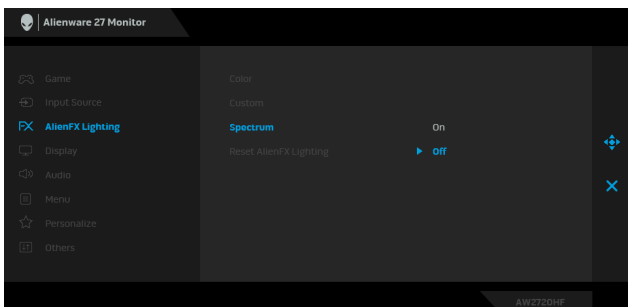 Alienware 27 Monitor
Game
Color
Input Source
Custom
FX AlienFX Lighting
Spectrum
On
Display
Reset AlienFX Lighting
Off
Audio
Menu
Personalize
Others
AW2720HF